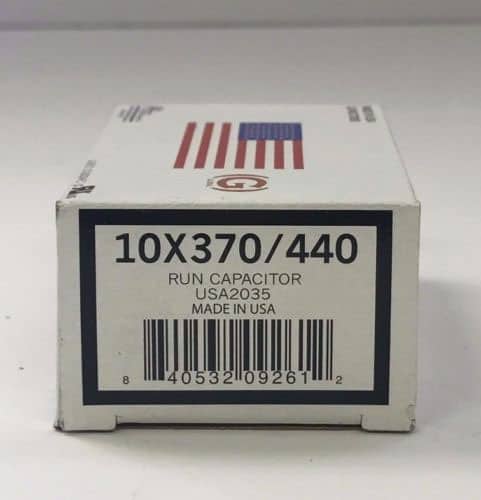 G
10X370/440
RUN CAPACITOR
USA2035
MADE IN USA
8 40532 09261 2